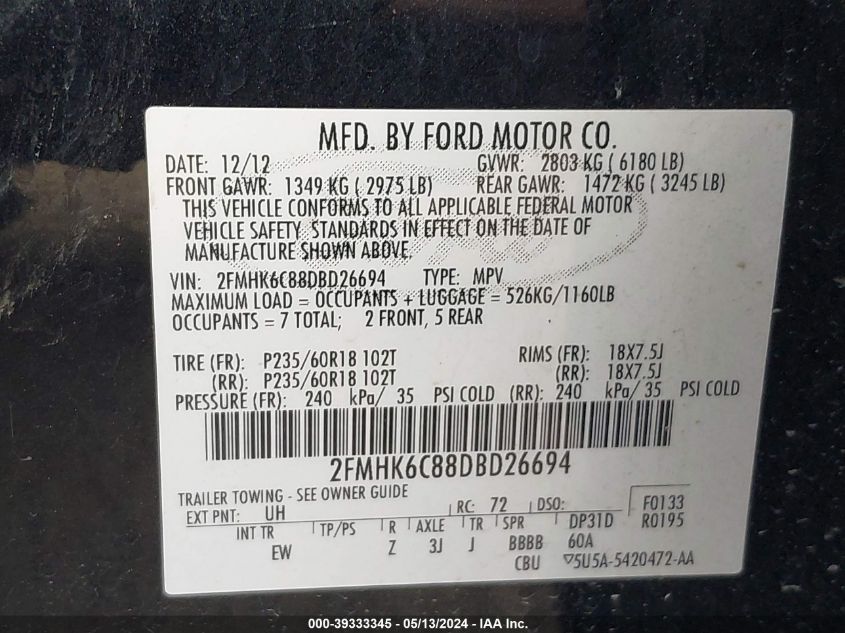 MFD. BY FORD MOTOR CO.
DATE: 12/12 GVWR: 2803 KG ( 6180 LB)
FRONT GAWR: 1349 KG ( 2975 LB) REAR GAWR: 1472 KG ( 3245 LB)
THIS VEHICLE CONFORMS TO ALL APPLICABLE FEDERAL MOTOR
VEHICLE SAFETY STANDARDS IN EFFECT ON THE DATE OF
MANUFACTURE SHOWN ABOVE.
VIN: 2FMHK6C88DBD26694 TYPE: MPV
MAXIMUM LOAD = OCCUPANTS + LUGGAGE = 526KG/1160LB
OCCUPANTS = 7 TOTAL; 2 FRONT, 5 REAR
TIRE (FR): P235/60R18 102T RIMS (FR): 18X7.5J
(RR): P235/60R18 102T (RR): 18X7.5J
PRESSURE (FR): 240 kPa/ 35 PSI COLD (RR): 240 kPa/ 35 PSI COLD
2FMHK6C88DBD26694
TRAILER TOWING - SEE OWNER GUIDE
EXT PNT: UH RC: 72 DSO: F0133
INT TR TP/PS R AXLE TR SPR DP31D R0195
EW Z 3J J BBBB 60A
CBU ▽5U5A-5420472-AA
000-39333345 - 05/13/2024 - IAA Inc.